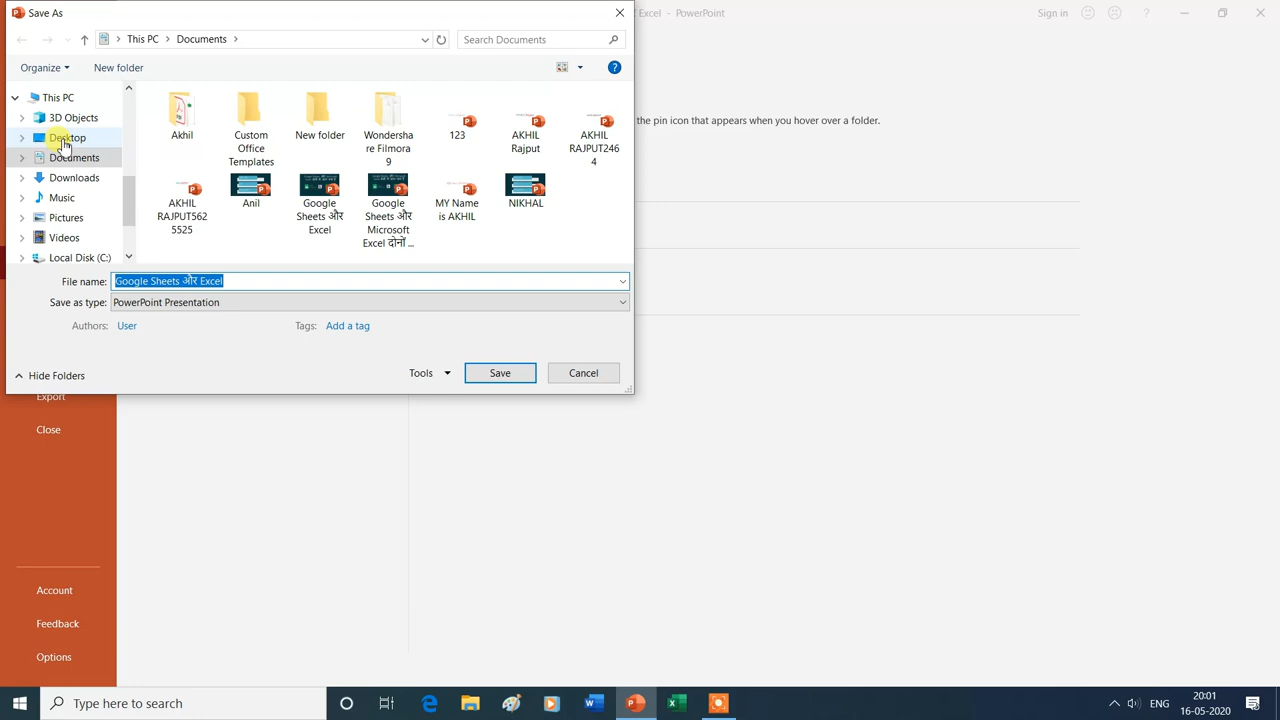 Save As
Excel - PowerPoint
Sign in
?
This PC > Documents >
Search Documents
Organize
New folder
?
This PC
3D Objects
Desktop
Documents
Downloads
Music
Pictures
Videos
Local Disk (C:)
Akhil
Custom
Office
Templates
New folder
Wondersha
re Filmora
9
123
AKHIL
Rajput
AKHIL
RAJPUT246
4
AKHIL
RAJPUT562
5525
Anil
Google
Sheets और
Excel
Google
Sheets और
Microsoft
Excel दोनों ...
MY Name
is AKHIL
NIKHAL
the pin icon that appears when you hover over a folder.
File name: Google Sheets और Excel
Save as type: PowerPoint Presentation
Authors: User
Tags: Add a tag
Hide Folders
Tools
Save
Cancel
Export
Close
Account
Feedback
Options
Type here to search
ENG
20:01
16-05-2020